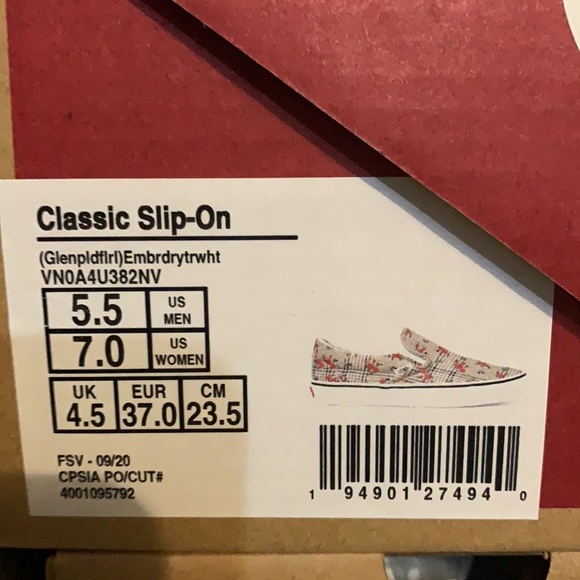 Classic Slip-On
(Glenpldflrl)Embrdrytrwht
VN0A4U382NV
5.5 US MEN
7.0 US WOMEN
UK EUR CM
4.5 37.0 23.5
FSV - 09/20
CPSIA PO/CUT#
4001095792
1 94901 27494 0